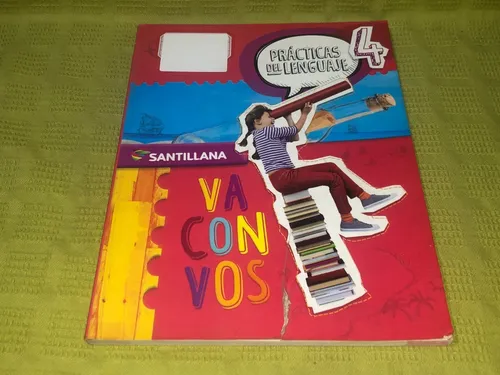 PRÁCTICAS
DEL LENGUAJE
4
SANTILLANA
VA
CON
VOS